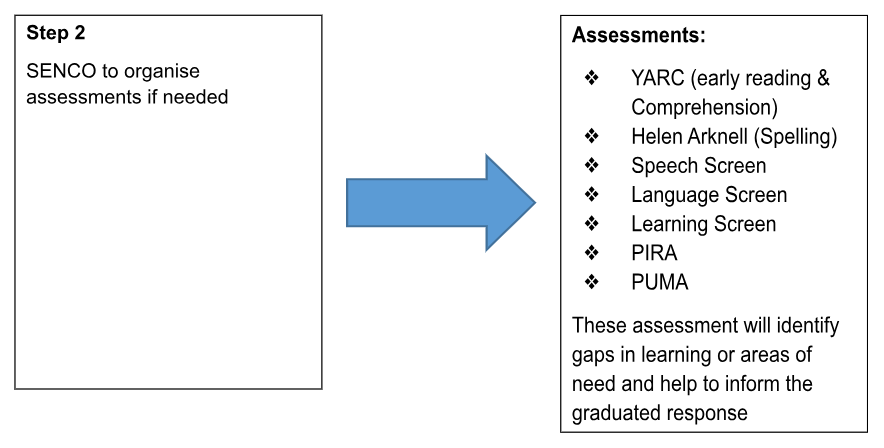 Step 2
SENCO to organise
assessments if needed
Assessments:
❖ YARC (early reading &
Comprehension)
❖ Helen Arknell (Spelling)
❖ Speech Screen
❖ Language Screen
❖ Learning Screen
❖ PIRA
❖ PUMA
These assessment will identify
gaps in learning or areas of
need and help to inform the
graduated response